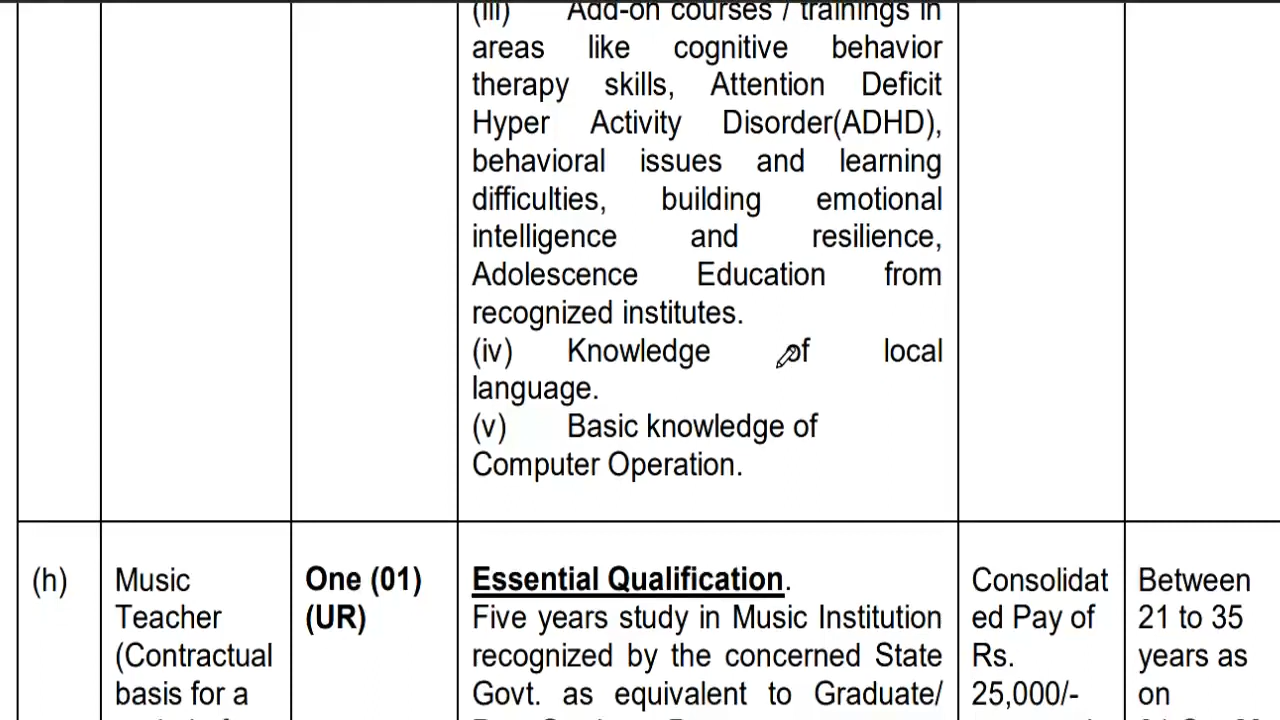 (iii) Add-on courses / trainings in
areas like cognitive behavior
therapy skills, Attention Deficit
Hyper Activity Disorder(ADHD),
behavioral issues and learning
difficulties, building emotional
intelligence and resilience,
Adolescence Education from
recognized institutes.
(iv) Knowledge of local
language.
(v) Basic knowledge of
Computer Operation.
(h)
Music
Teacher
(Contractual
basis for a
One (01)
(UR)
Essential Qualification.
Five years study in Music Institution
recognized by the concerned State
Govt. as equivalent to Graduate/
Consolidat
ed Pay of
Rs.
25,000/-
Between
21 to 35
years as
on